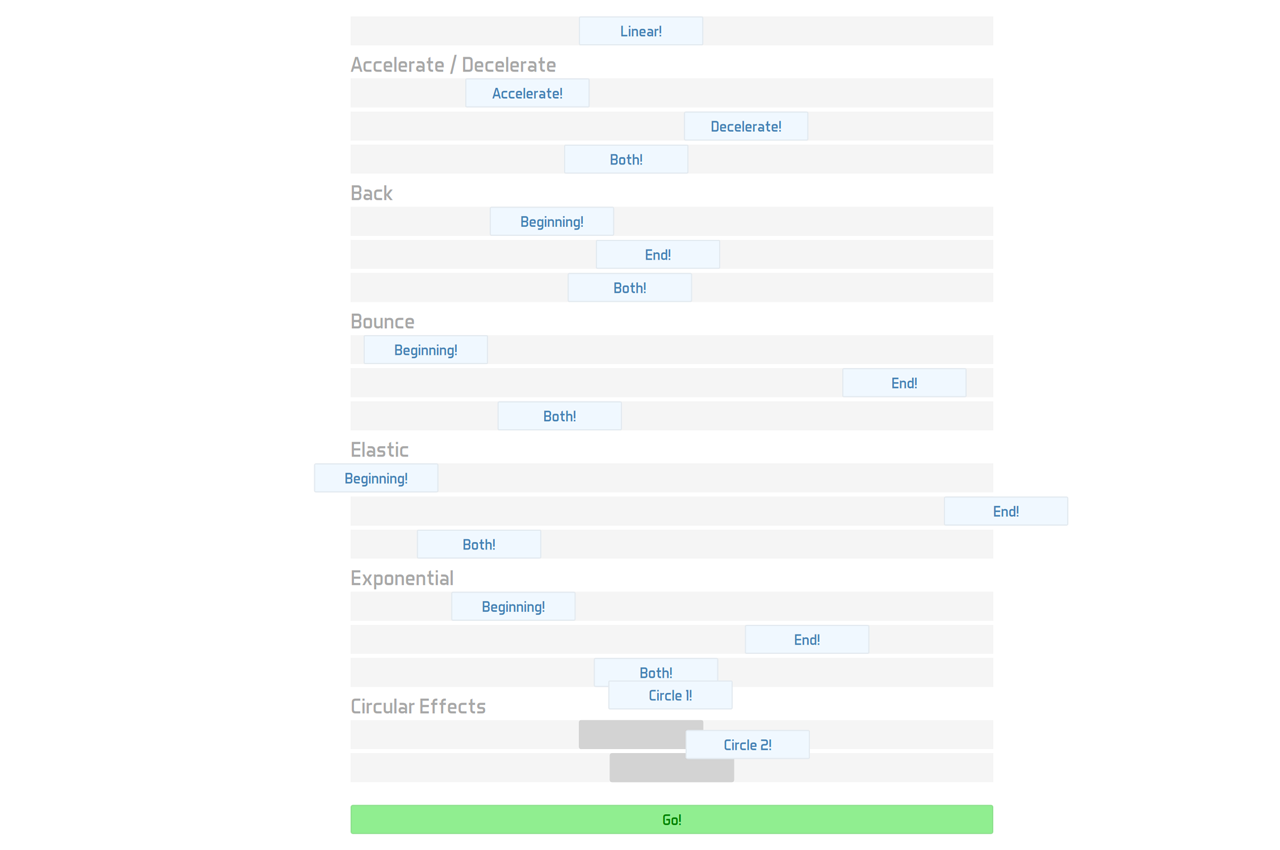 Linear!
Accelerate / Decelerate
Accelerate!
Decelerate!
Both!
Back
Beginning!
End!
Both!
Bounce
Beginning!
End!
Both!
Elastic
Beginning!
End!
Both!
Exponential
Beginning!
End!
Both!
Circle 1!
Circular Effects
Circle 2!
Go!